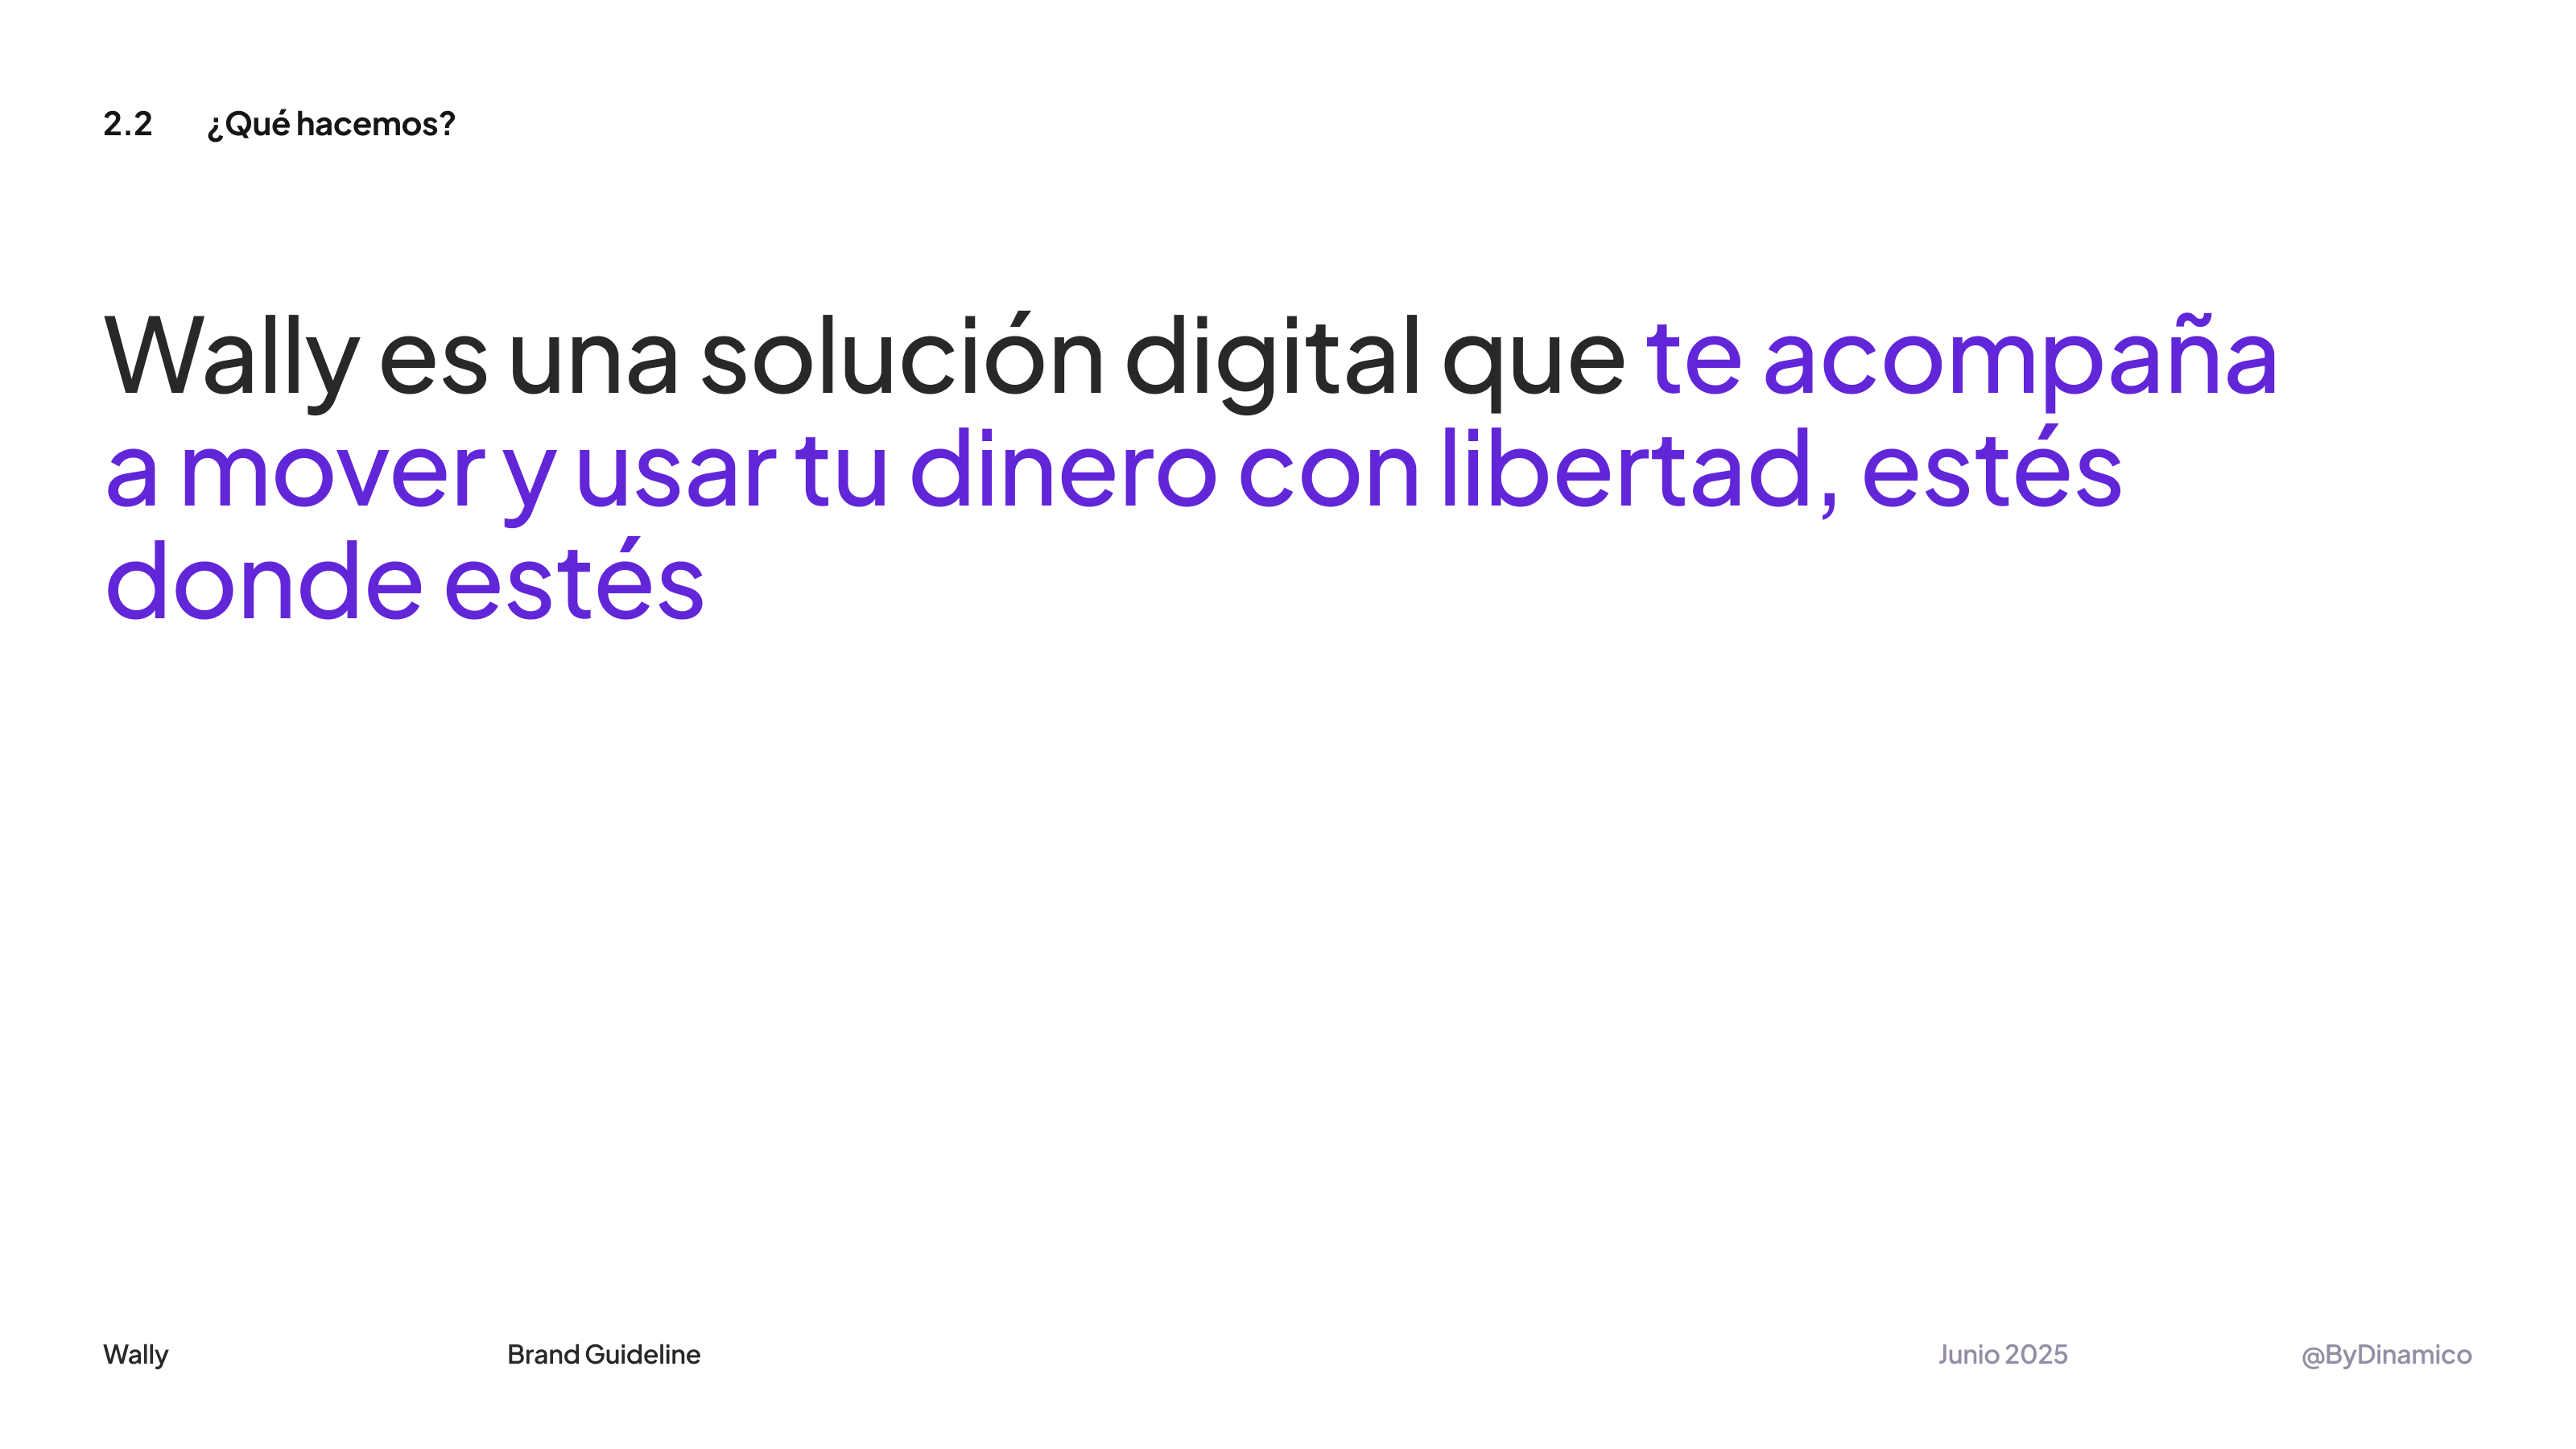 2.2 ¿Qué hacemos?
Wally es una solución digital que te acompaña
a mover y usar tu dinero con libertad, estés
donde estés
Wally Brand Guideline Junio 2025 @ByDinamico